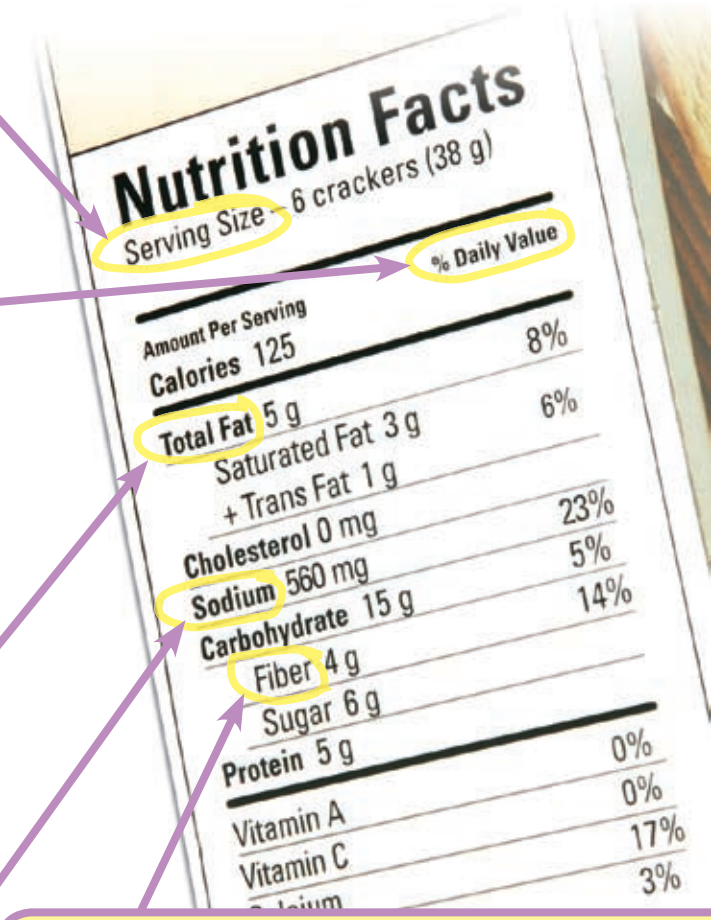 Nutrition Facts
Serving Size – 6 crackers (38 g)
% Daily Value
Amount Per Serving
Calories 125
Total Fat 5 g 8%
Saturated Fat 3 g 6%
+ Trans Fat 1 g
Cholesterol 0 mg
Sodium 560 mg 23%
Carbohydrate 15 g 5%
Fiber 4 g 14%
Sugar 6 g
Protein 5 g
Vitamin A 0%
Vitamin C 0%
17%
3%